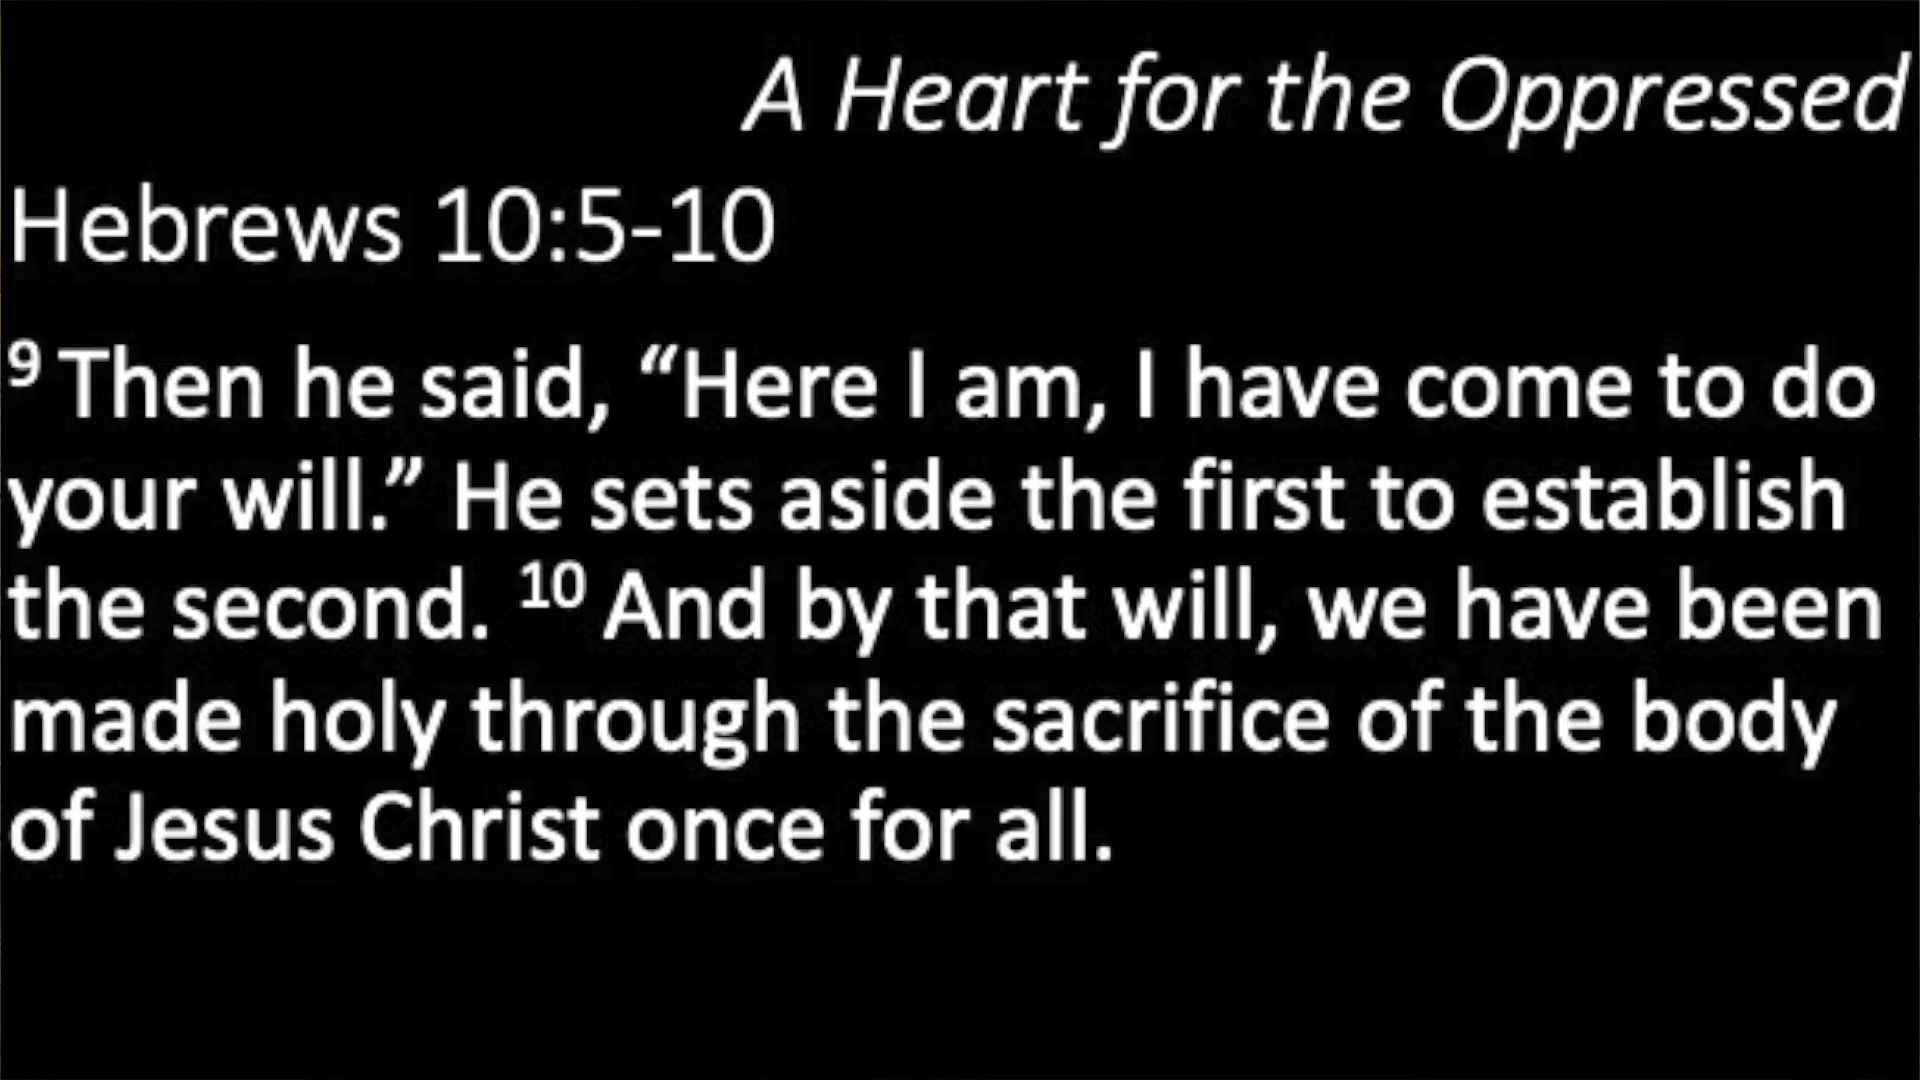 A Heart for the Oppressed
Hebrews 10:5-10
9 Then he said, “Here I am, I have come to do
your will.” He sets aside the first to establish
the second. 10 And by that will, we have been
made holy through the sacrifice of the body
of Jesus Christ once for all.